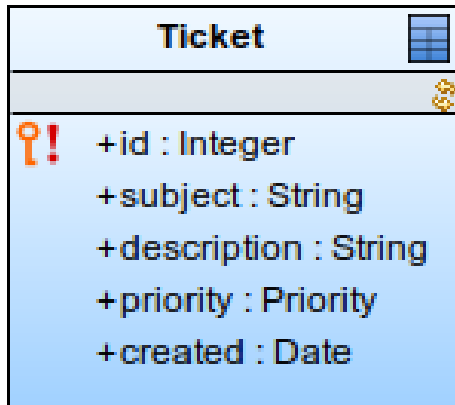 Ticket
+id : Integer
+subject : String
+description : String
+priority : Priority
+created : Date